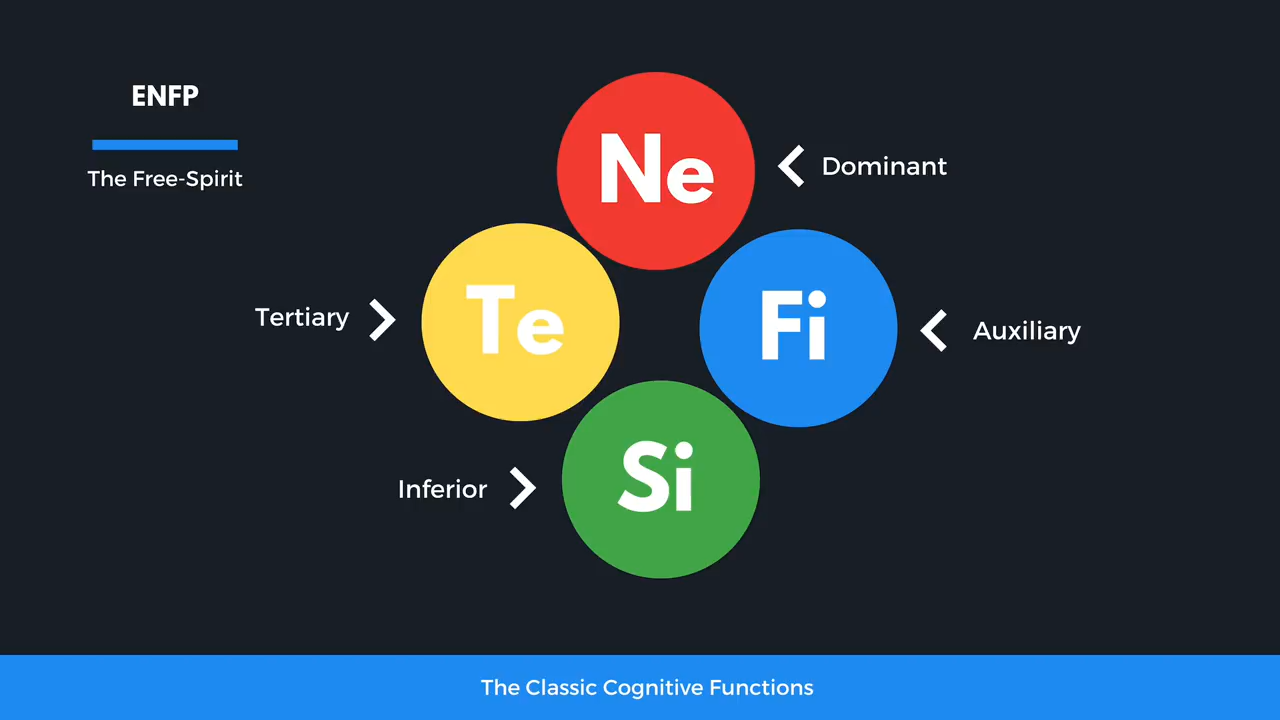 ENFP
The Free-Spirit
Ne
Dominant
Te
Tertiary
Fi
Auxiliary
Si
Inferior
The Classic Cognitive Functions